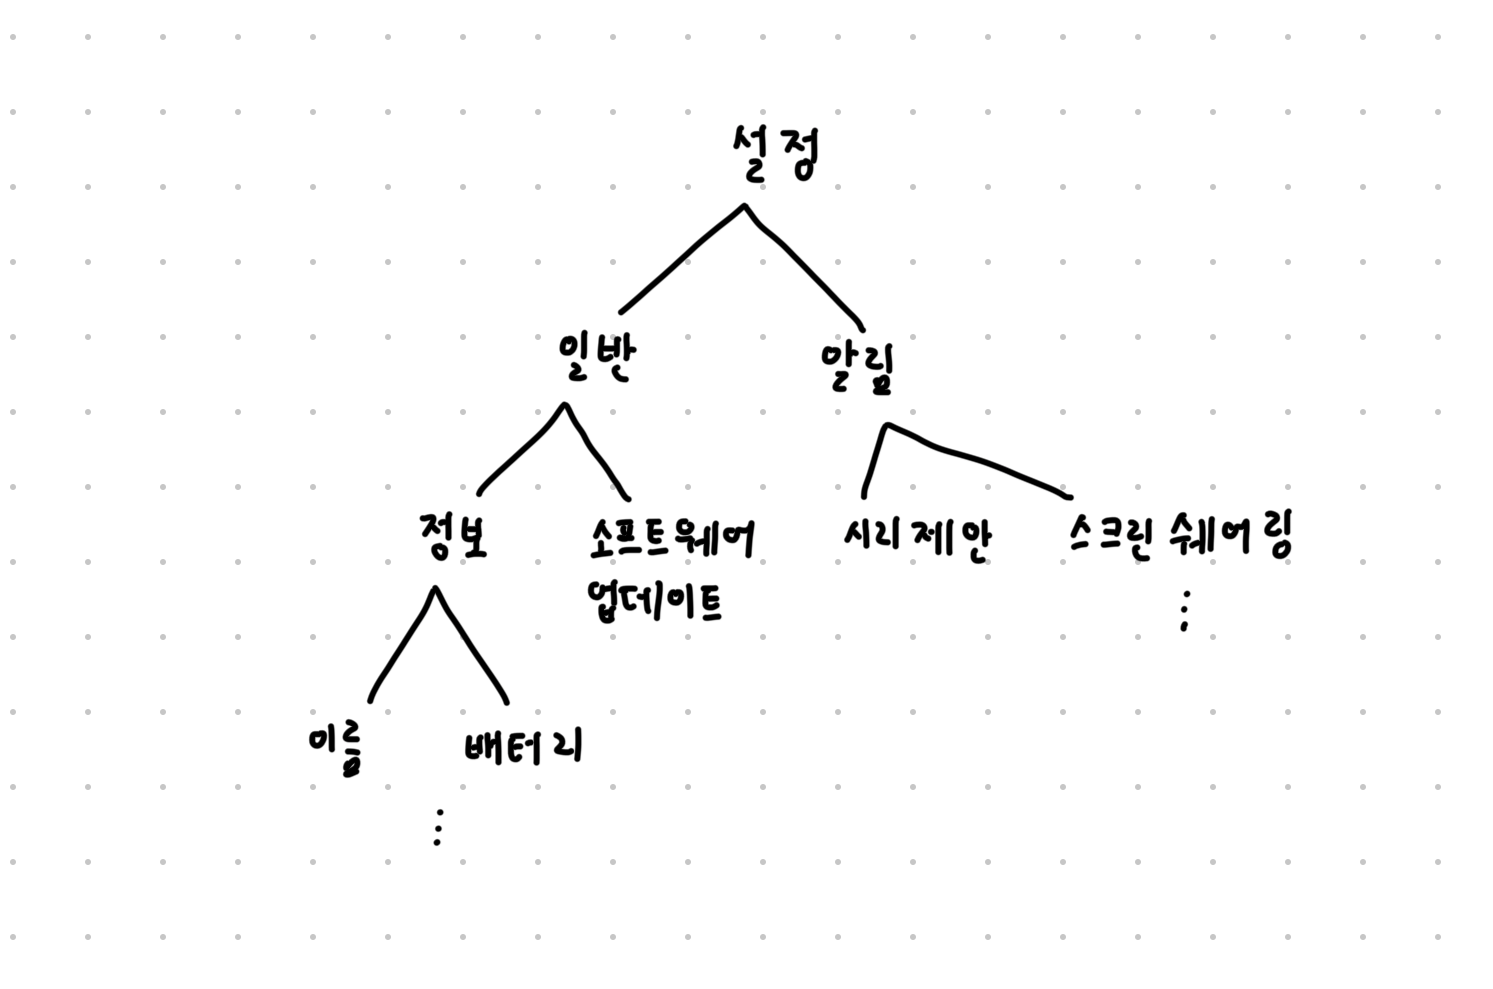 설정
일반
알림
정보
소프트웨어
업데이트
시리 제안
스크린 쉐어링
이름
배터리